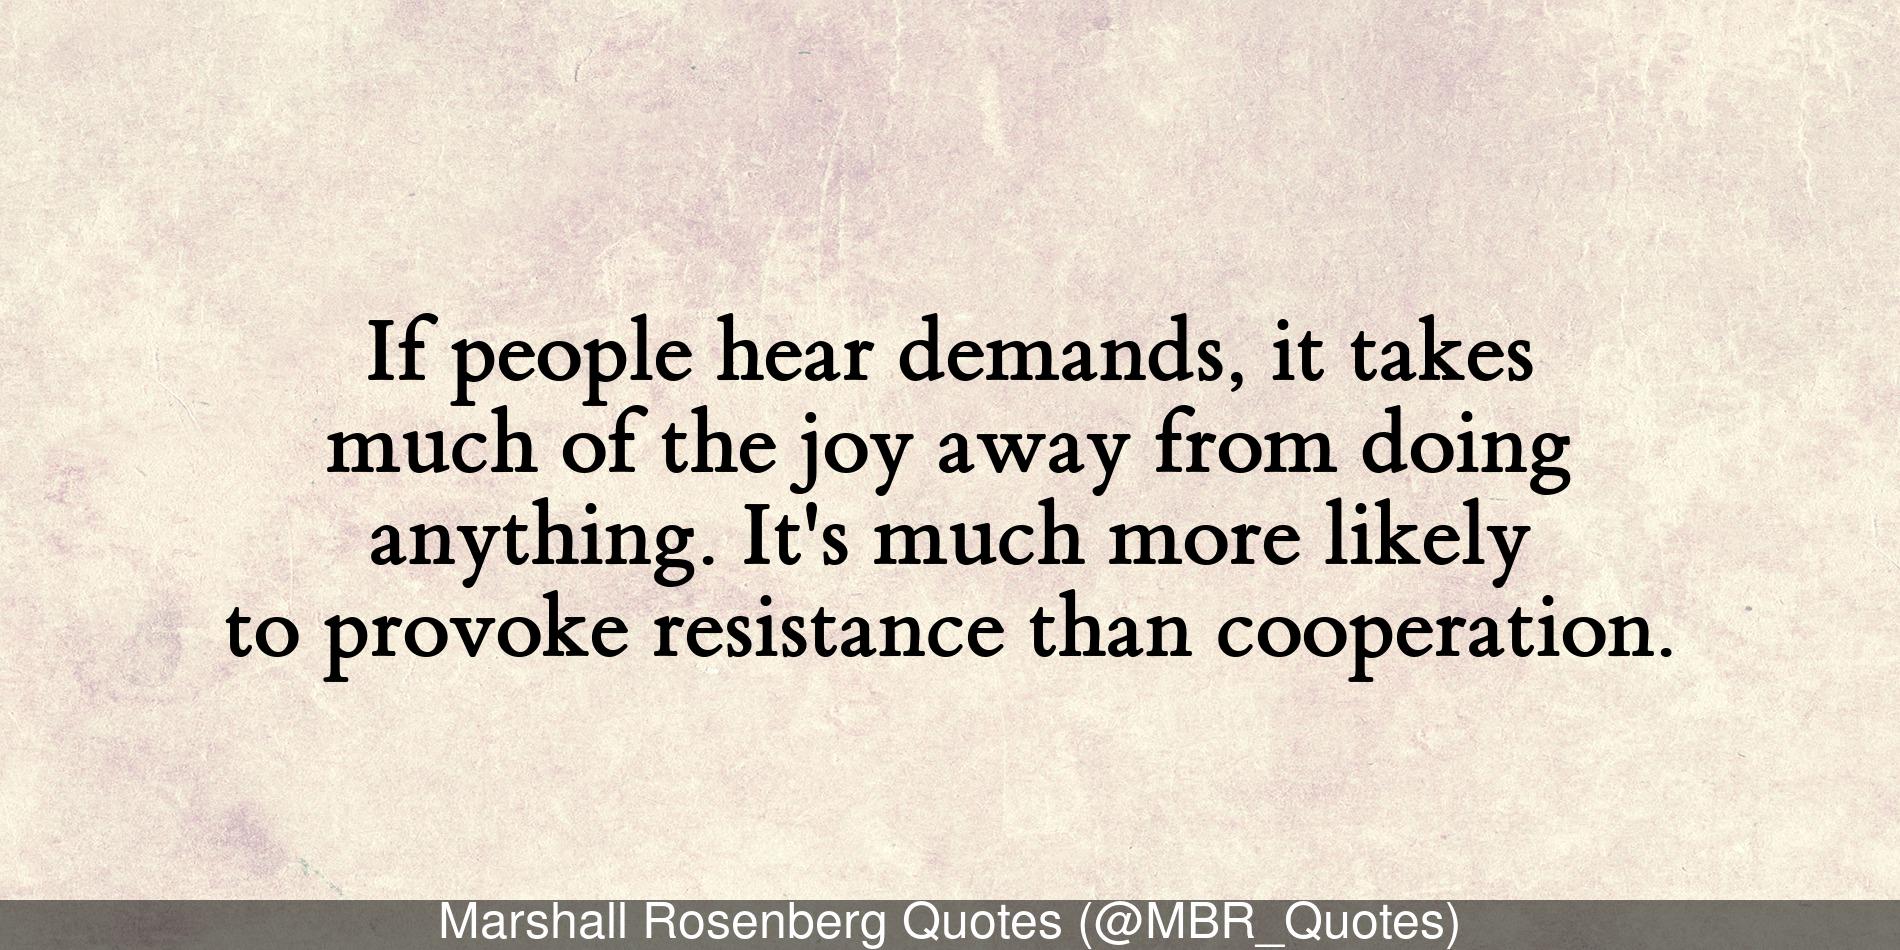 If people hear demands, it takes
much of the joy away from doing
anything. It's much more likely
to provoke resistance than cooperation.
Marshall Rosenberg Quotes (@MBR_Quotes)